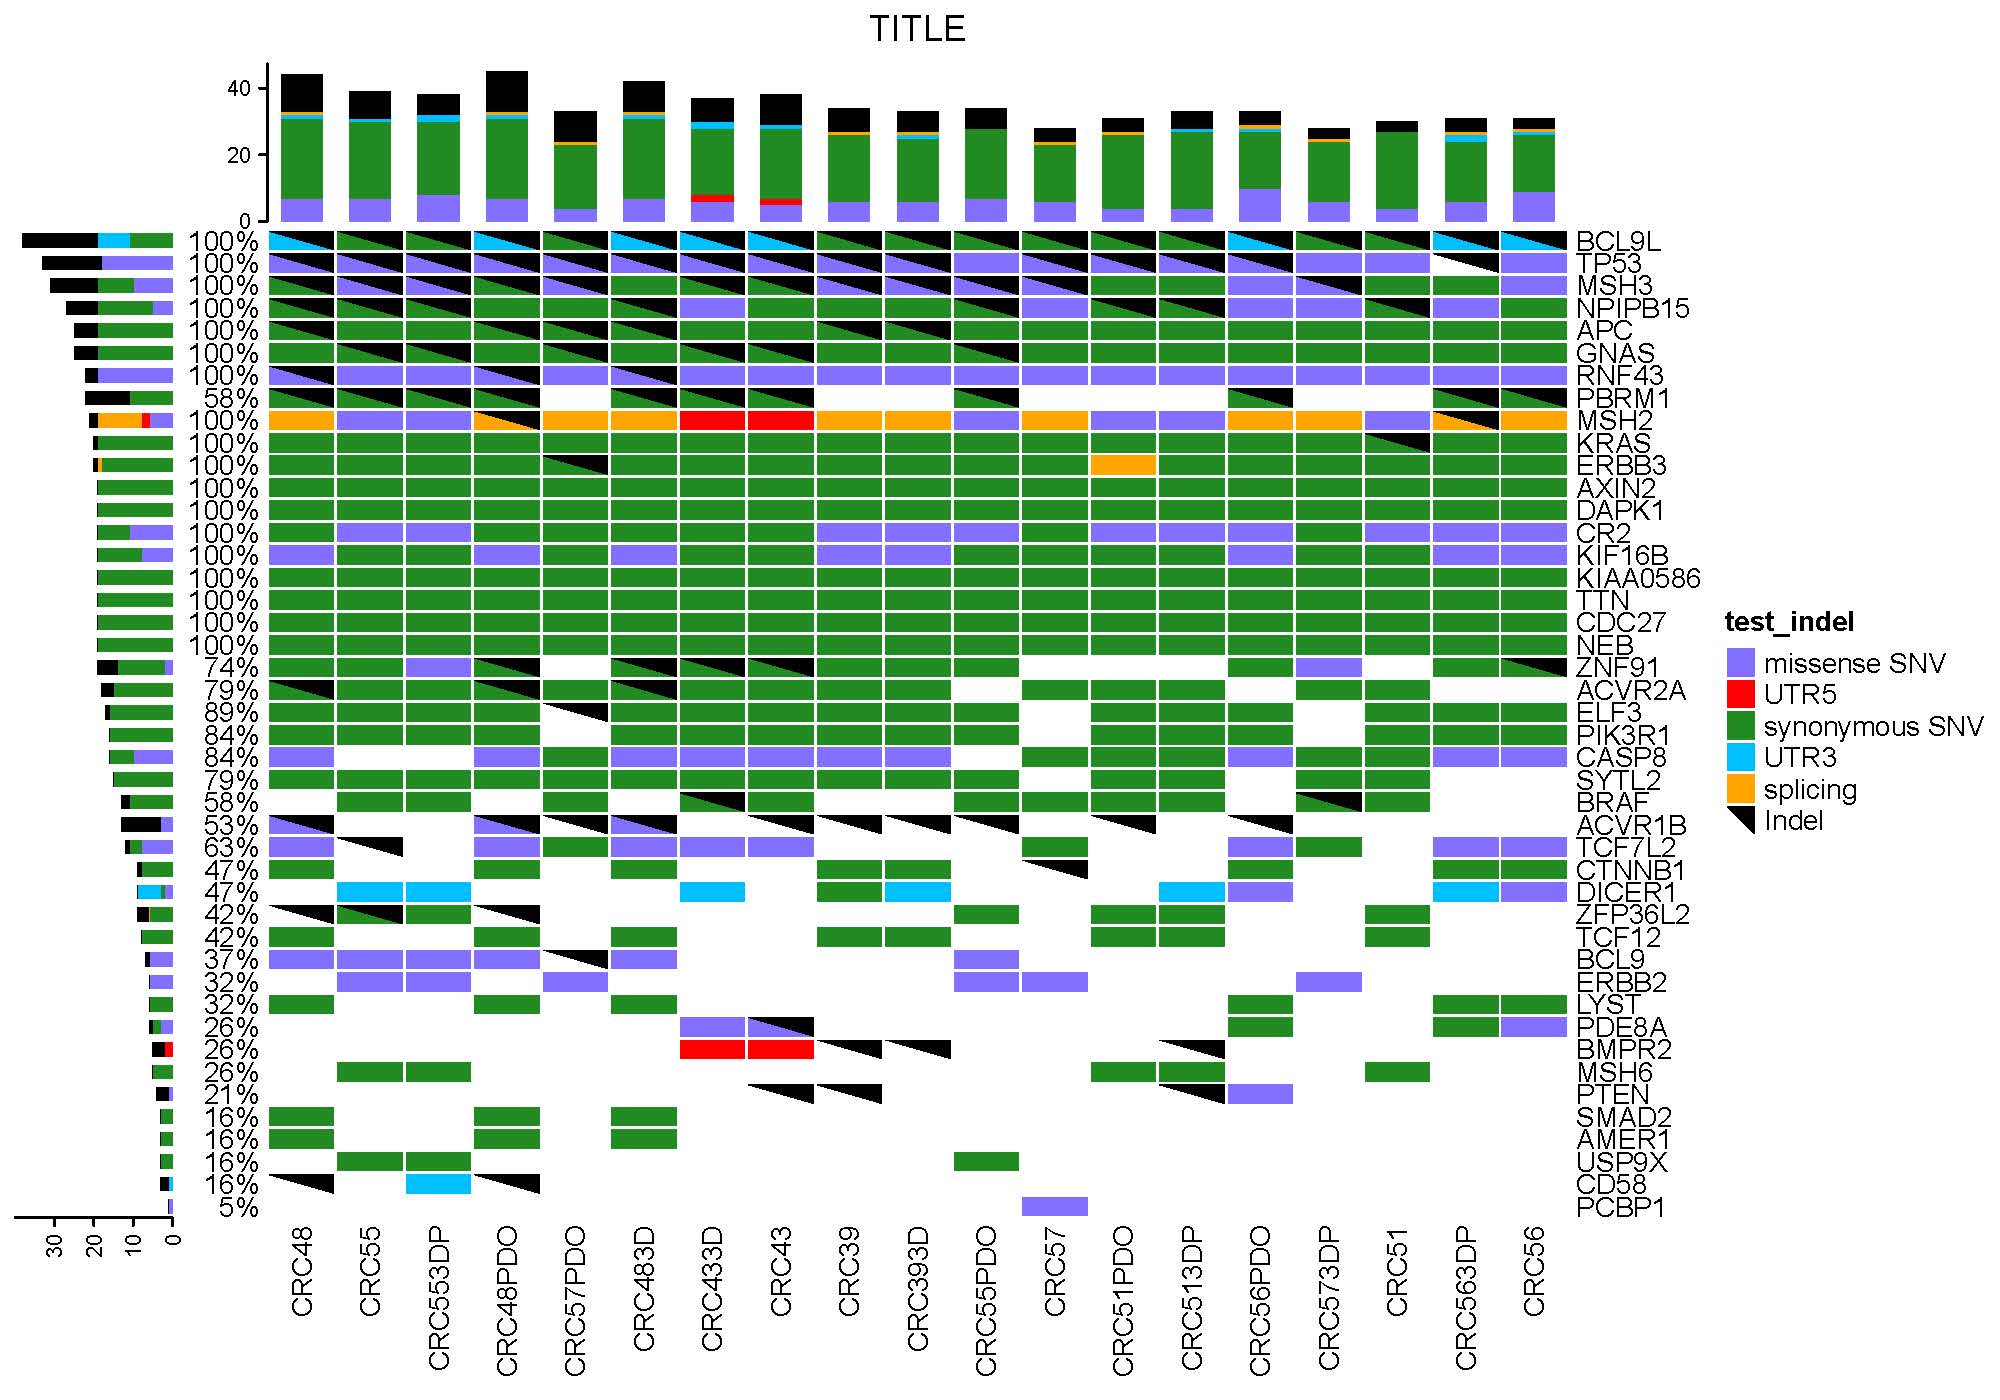 TITLE
40
20
0
100% BCL9L
100% TP53
100% MSH3
100% NPIPB15
100% APC
100% GNAS
100% RNF43
58% PBRM1
100% MSH2
100% KRAS
100% ERBB3
100% AXIN2
100% DAPK1
100% CR2
100% KIF16B
100% KIAA0586
100% TTN
100% CDC27
100% NEB
74% ZNF91
79% ACVR2A
89% ELF3
84% PIK3R1
84% CASP8
79% SYTL2
58% BRAF
53% ACVR1B
63% TCF7L2
47% CTNNB1
47% DICER1
42% ZFP36L2
42% TCF12
37% BCL9
32% ERBB2
32% LYST
26% PDE8A
26% BMPR2
26% MSH6
21% PTEN
16% SMAD2
16% AMER1
16% USP9X
16% CD58
5% PCBP1
30 20 10 0
CRC48
CRC55
CRC553DP
CRC48PDO
CRC57PDO
CRC483D
CRC433D
CRC43
CRC39
CRC393D
CRC55PDO
CRC57
CRC51PDO
CRC513DP
CRC56PDO
CRC573DP
CRC51
CRC563DP
CRC56
test_indel
missense SNV
UTR5
synonymous SNV
UTR3
splicing
Indel